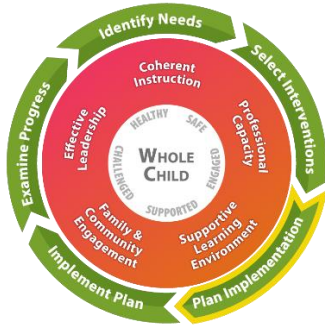 Identify Needs
Select Interventions
Plan Implementation
Implement Plan
Examine Progress
Coherent
Instruction
Professional
Capacity
Supportive
Learning
Environment
Family &
Community
Engagement
Effective
Leadership
HEALTHY
SAFE
ENGAGED
SUPPORTED
CHALLENGED
WHOLE
CHILD